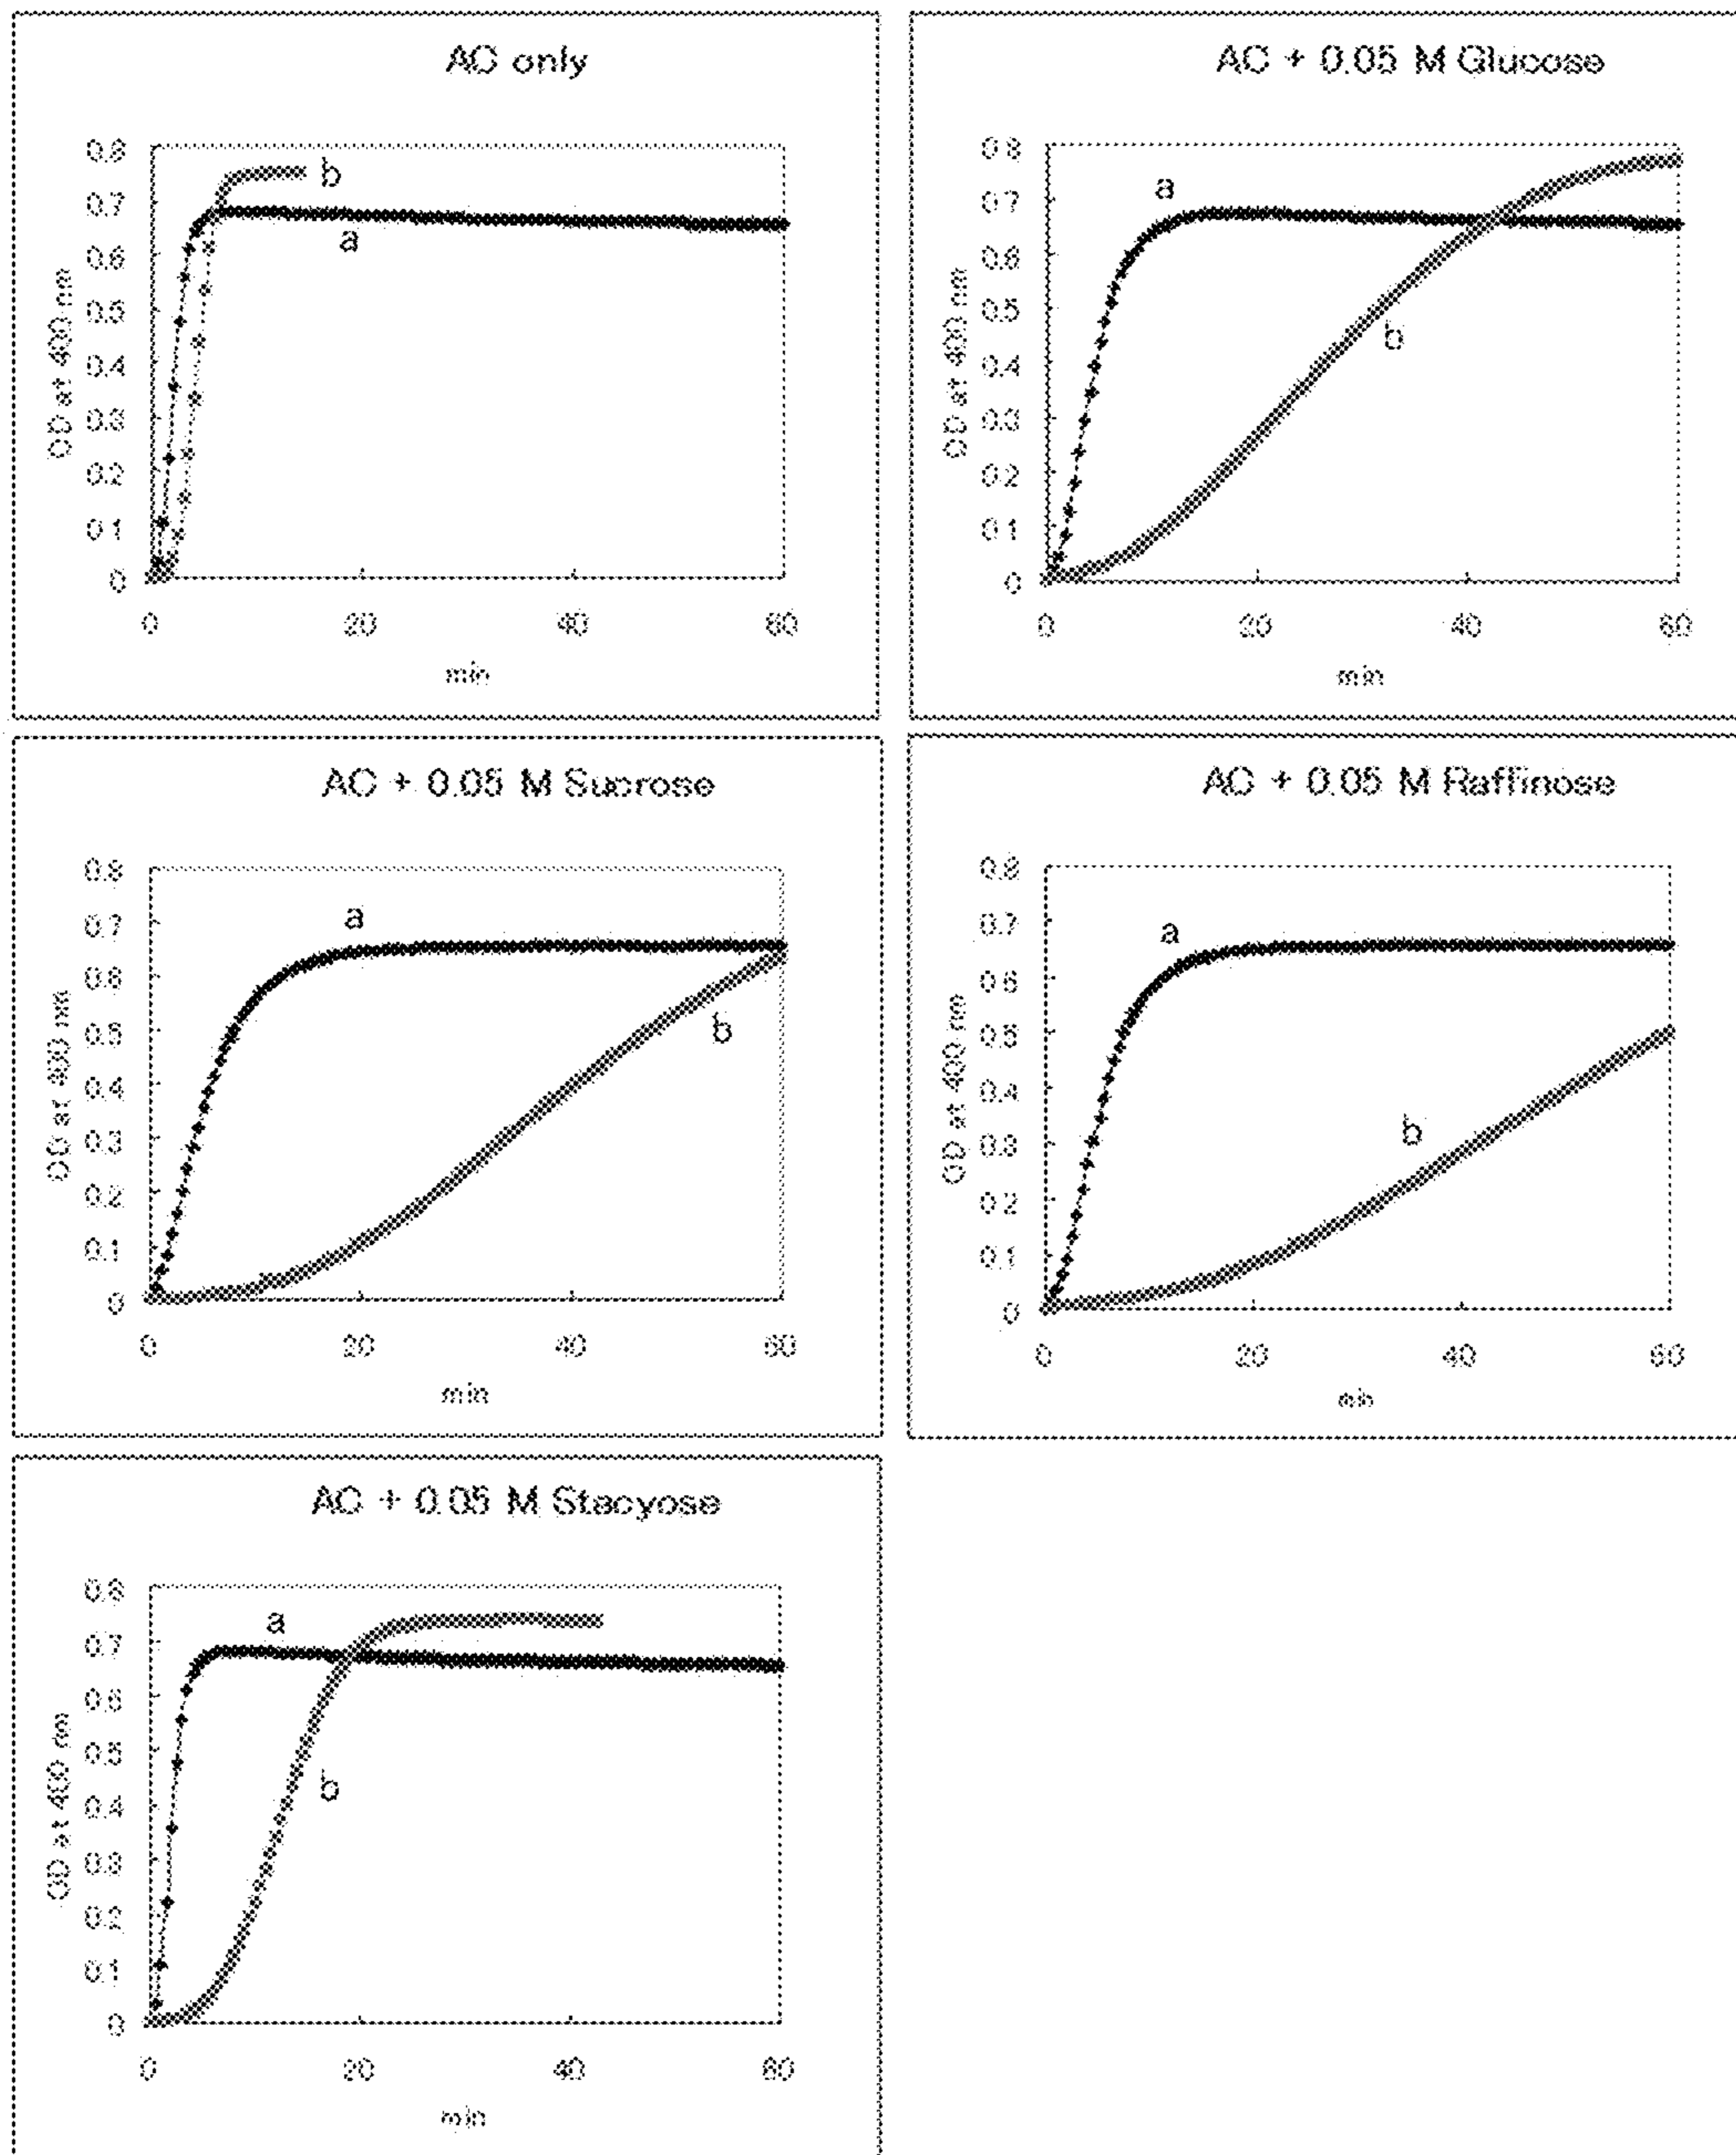 AC only
0.8
0.7
0.6
0.5
0.4
0.3
0.2
0.1
0
OD at 400 nm
b
a
0 20 40 60
min
AC + 0.05 M Glucose
0.8
0.7
0.6
0.5
0.4
0.3
0.2
0.1
0
OD at 400 nm
a
b
0 20 40 60
min
AC + 0.05 M Sucrose
0.8
0.7
0.6
0.5
0.4
0.3
0.2
0.1
0
OD at 400 nm
a
b
0 20 40 60
min
AC + 0.05 M Raffinose
0.8
0.7
0.6
0.5
0.4
0.3
0.2
0.1
0
OD at 400 nm
a
b
0 20 40 60
min
AC + 0.05 M Stacyose
0.8
0.7
0.6
0.5
0.4
0.3
0.2
0.1
0
OD at 400 nm
a
b
0 20 40 60
min